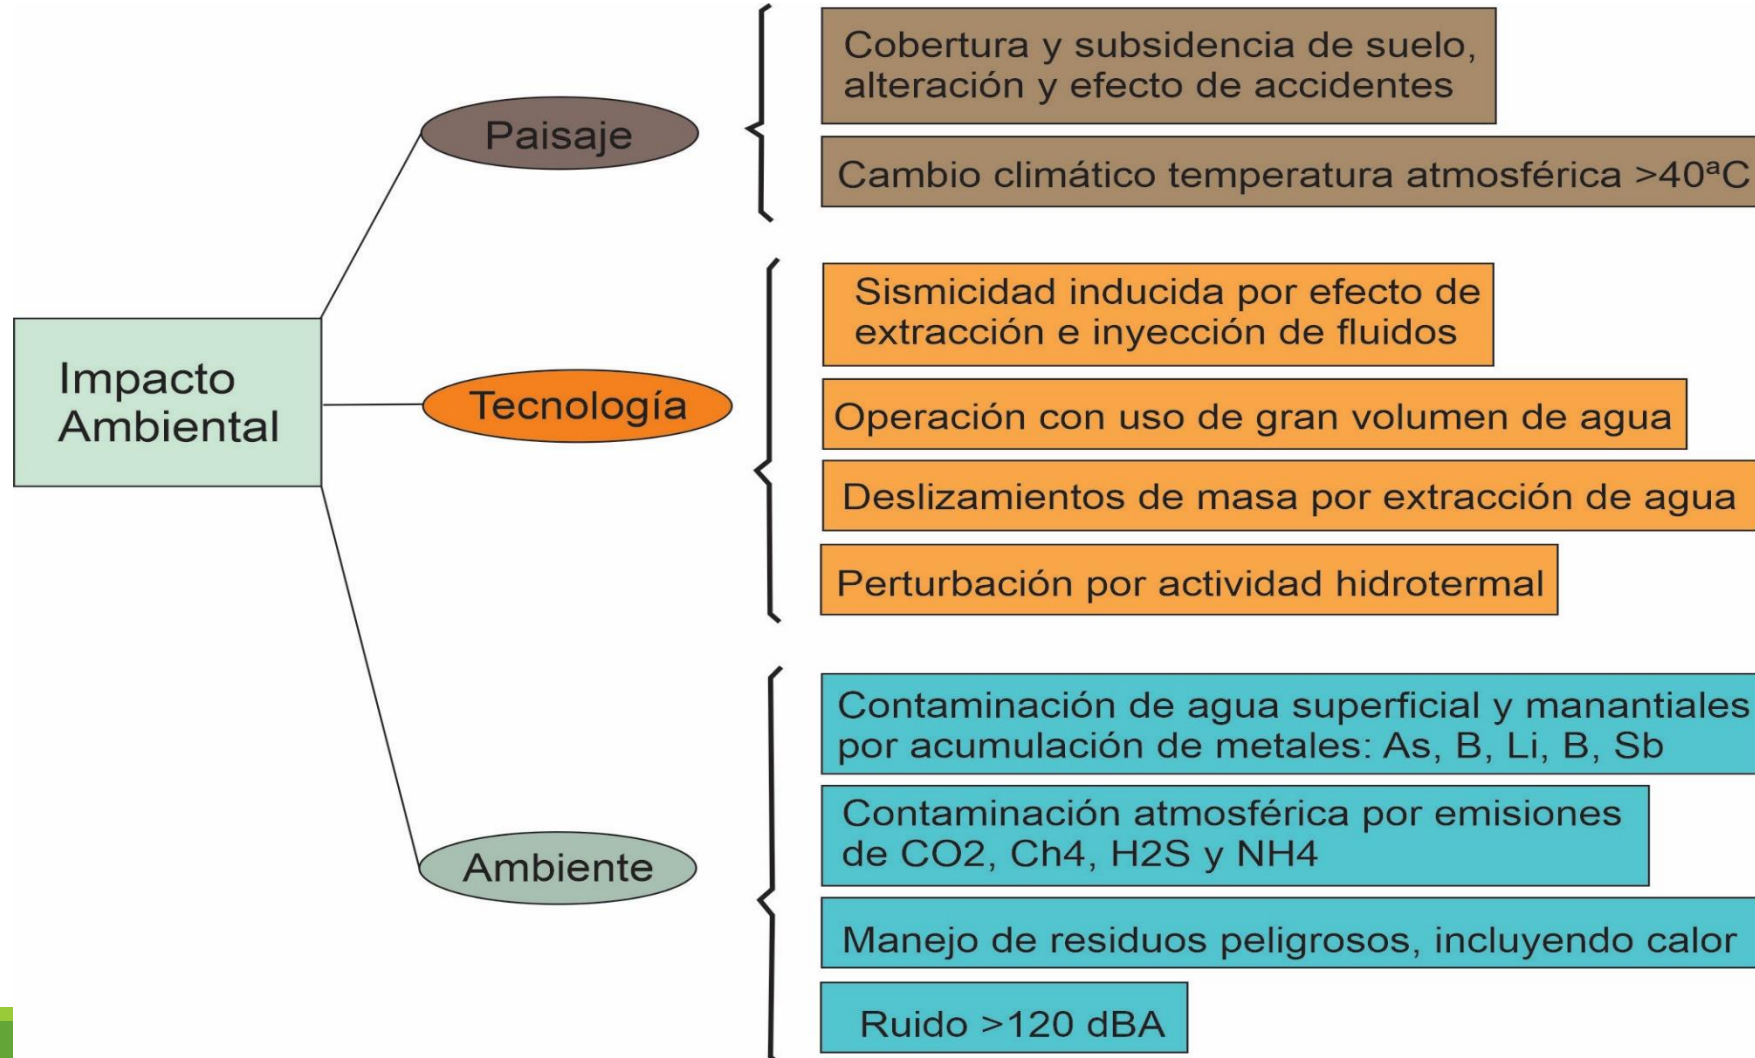 Impacto
Ambiental
Paisaje
Cobertura y subsidencia de suelo,
alteración y efecto de accidentes
Cambio climático temperatura atmosférica >40ªC
Tecnología
Sismicidad inducida por efecto de
extracción e inyección de fluidos
Operación con uso de gran volumen de agua
Deslizamientos de masa por extracción de agua
Perturbación por actividad hidrotermal
Ambiente
Contaminación de agua superficial y manantiales
por acumulación de metales: As, B, Li, B, Sb
Contaminación atmosférica por emisiones
de CO2, Ch4, H2S y NH4
Manejo de residuos peligrosos, incluyendo calor
Ruido >120 dBA